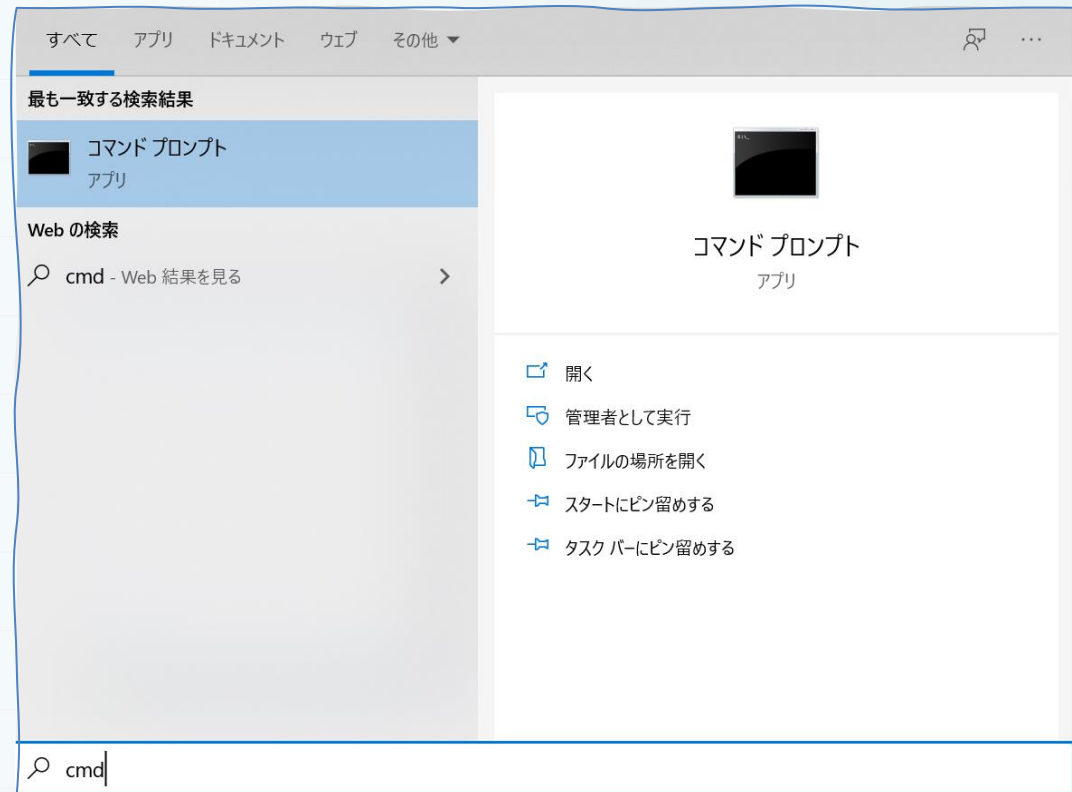 すべて アプリ ドキュメント ウェブ その他
最も一致する検索結果
コマンド プロンプト
アプリ
Web の検索
cmd - Web 結果を見る
コマンド プロンプト
アプリ
開く
管理者として実行
ファイルの場所を開く
スタートにピン留めする
タスク バーにピン留めする
cmd